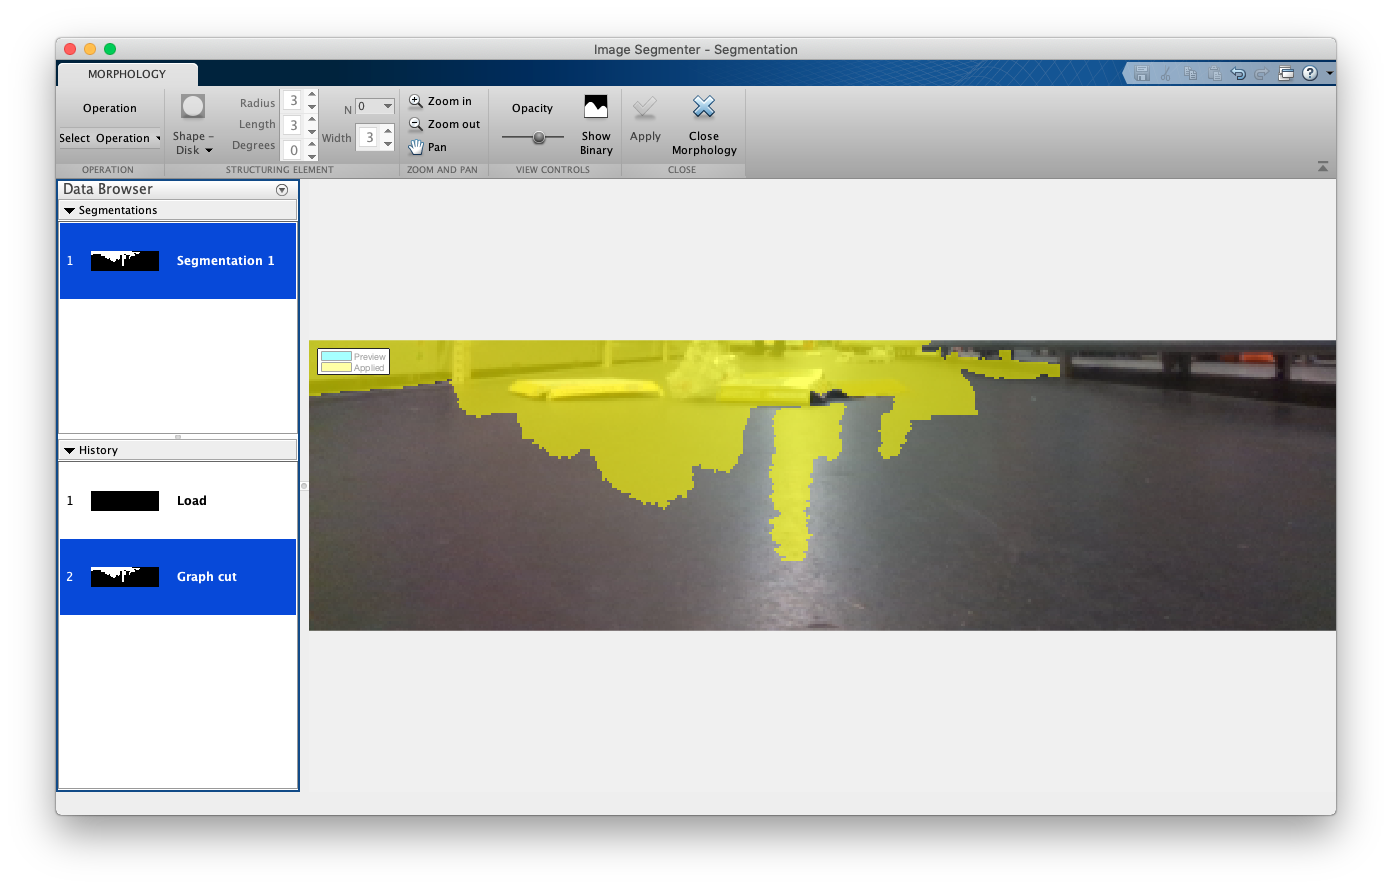 Image Segmenter - Segmentation
MORPHOLOGY
Operation
Select Operation
OPERATION
Shape -
Disk
Radius 3
Length 3
Degrees 0
N 0
Width 3
STRUCTURING ELEMENT
Zoom in
Zoom out
Pan
ZOOM AND PAN
Opacity
Show
Binary
VIEW CONTROLS
Apply
Close
Morphology
CLOSE
?
Data Browser
Segmentations
1 Segmentation 1
History
1 Load
2 Graph cut
Preview
Applied